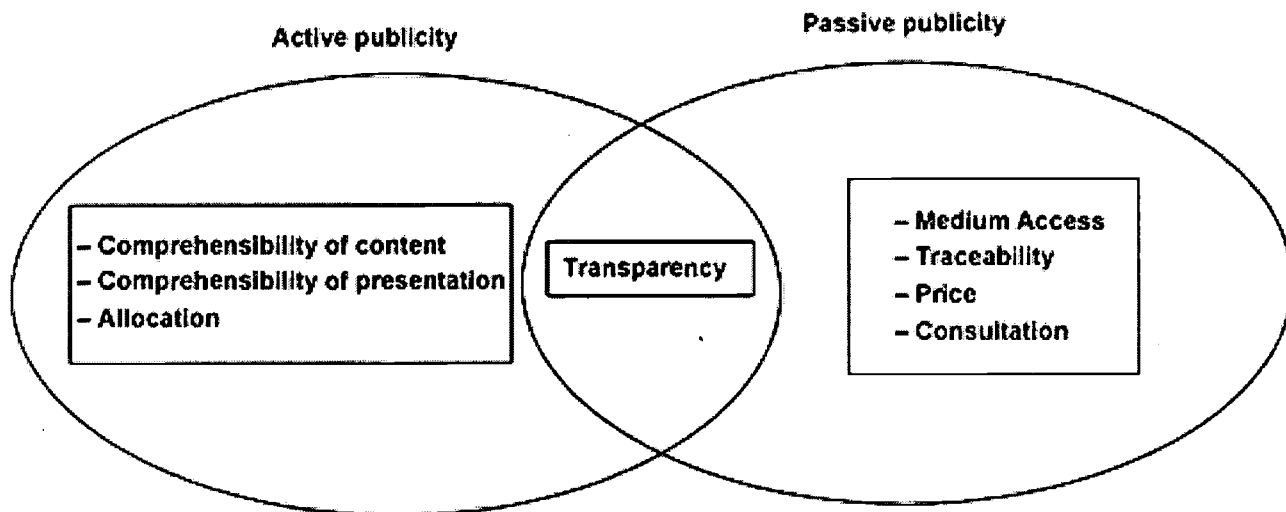 Active publicity
Passive publicity
– Comprehensibility of content
– Comprehensibility of presentation
– Allocation
Transparency
– Medium Access
– Traceability
– Price
– Consultation